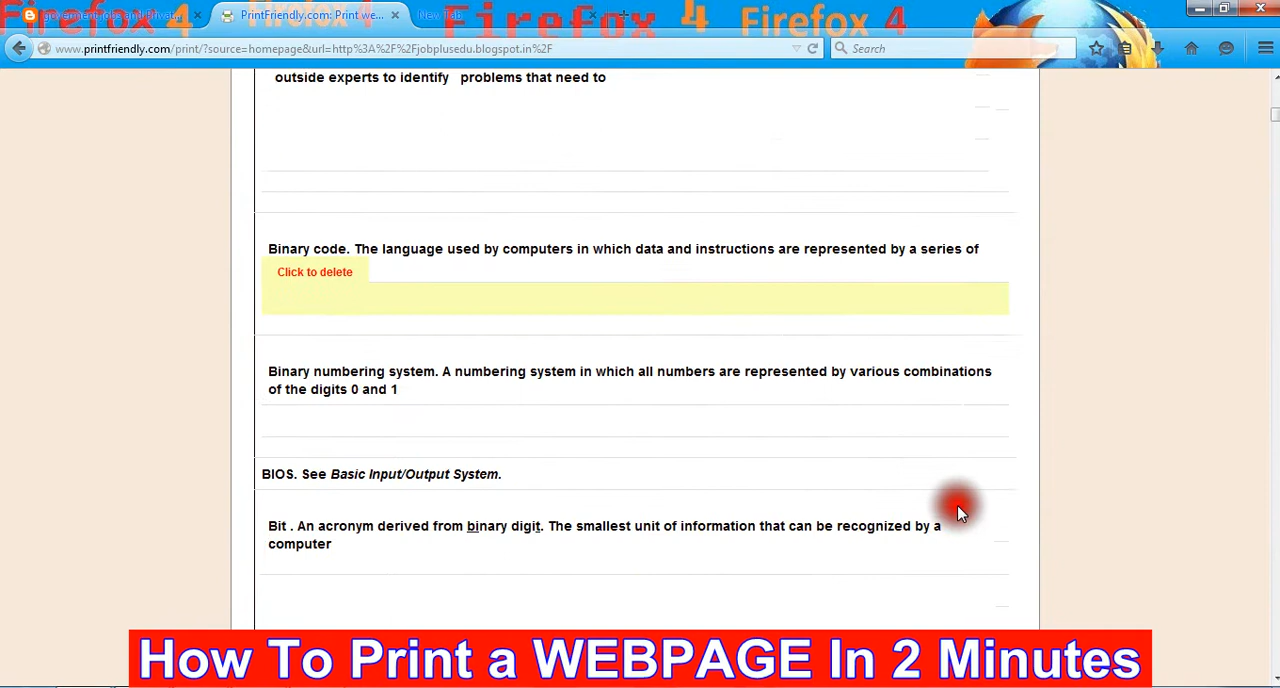 Firefox 4 Firefox 4 Firefox 4
PrintFriendly.com: Print we...
New Tab
www.printfriendly.com/print/?source=homepage&url=http%3A%2F%2Fjobplusedu.blogspot.in%2F
Search
outside experts to identify problems that need to
Binary code. The language used by computers in which data and instructions are represented by a series of
Click to delete
Binary numbering system. A numbering system in which all numbers are represented by various combinations
of the digits 0 and 1
BIOS. See Basic Input/Output System.
Bit . An acronym derived from binary digit. The smallest unit of information that can be recognized by a
computer
How To Print a WEBPAGE In 2 Minutes